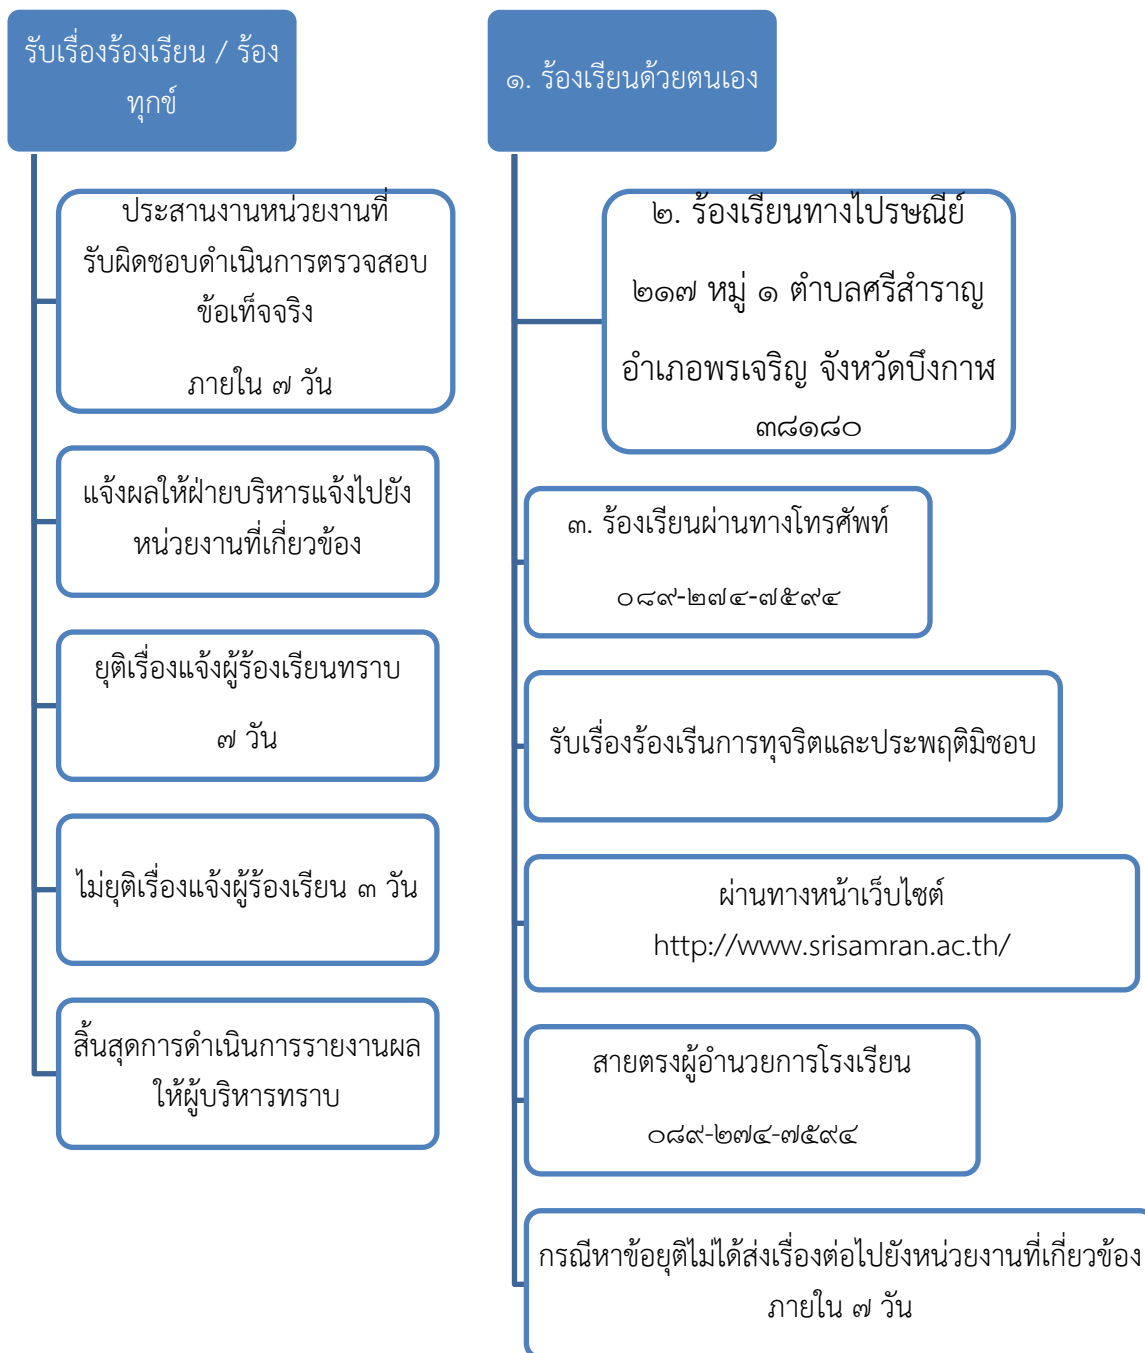 รับเรื่องร้องเรียน / ร้อง
ทุกข์
ประสานงานหน่วยงานที่
รับผิดชอบดำเนินการตรวจสอบ
ข้อเท็จจริง
ภายใน ๗ วัน
แจ้งผลให้ฝ่ายบริหารแจ้งไปยัง
หน่วยงานที่เกี่ยวข้อง
ยุติเรื่องแจ้งผู้ร้องเรียนทราบ
๗ วัน
ไม่ยุติเรื่องแจ้งผู้ร้องเรียน ๓ วัน
สิ้นสุดการดำเนินการรายงานผล
ให้ผู้บริหารทราบ
๑. ร้องเรียนด้วยตนเอง
๒. ร้องเรียนทางไปรษณีย์
๒๑๗ หมู่ ๑ ตำบลศรีสำราญ
อำเภอพรเจริญ จังหวัดบึงกาฬ
๓๘๑๘๐
๓. ร้องเรียนผ่านทางโทรศัพท์
๐๘๙-๒๗๔-๗๕๙๔
รับเรื่องร้องเรีนการทุจริตและประพฤติมิชอบ
ผ่านทางหน้าเว็บไซต์
http://www.srisamran.ac.th/
สายตรงผู้อำนวยการโรงเรียน
๐๘๙-๒๗๔-๗๕๙๔
กรณีหาข้อยุติไม่ได้ส่งเรื่องต่อไปยังหน่วยงานที่เกี่ยวข้อง
ภายใน ๗ วัน